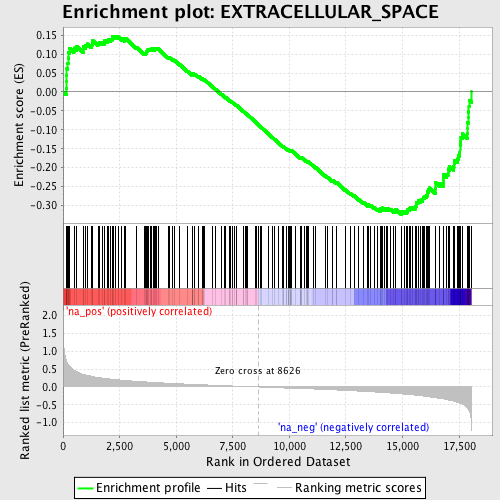 Enrichment plot: EXTRACELLULAR_SPACE
Enrichment score (ES)
0.15
0.10
0.05
0.00
-0.05
-0.10
-0.15
-0.20
-0.25
-0.30
'na_pos' (positively correlated)
Ranked list metric (PreRanked)
2.0
1.5
1.0
0.5
0.0
-0.5
-1.0
Zero cross at 8626
'na_neg' (negatively correlated)
0
2,500
5,000
7,500
10,000
12,500
15,000
17,500
Rank in Ordered Dataset
Enrichment profile
Hits
Ranking metric scores